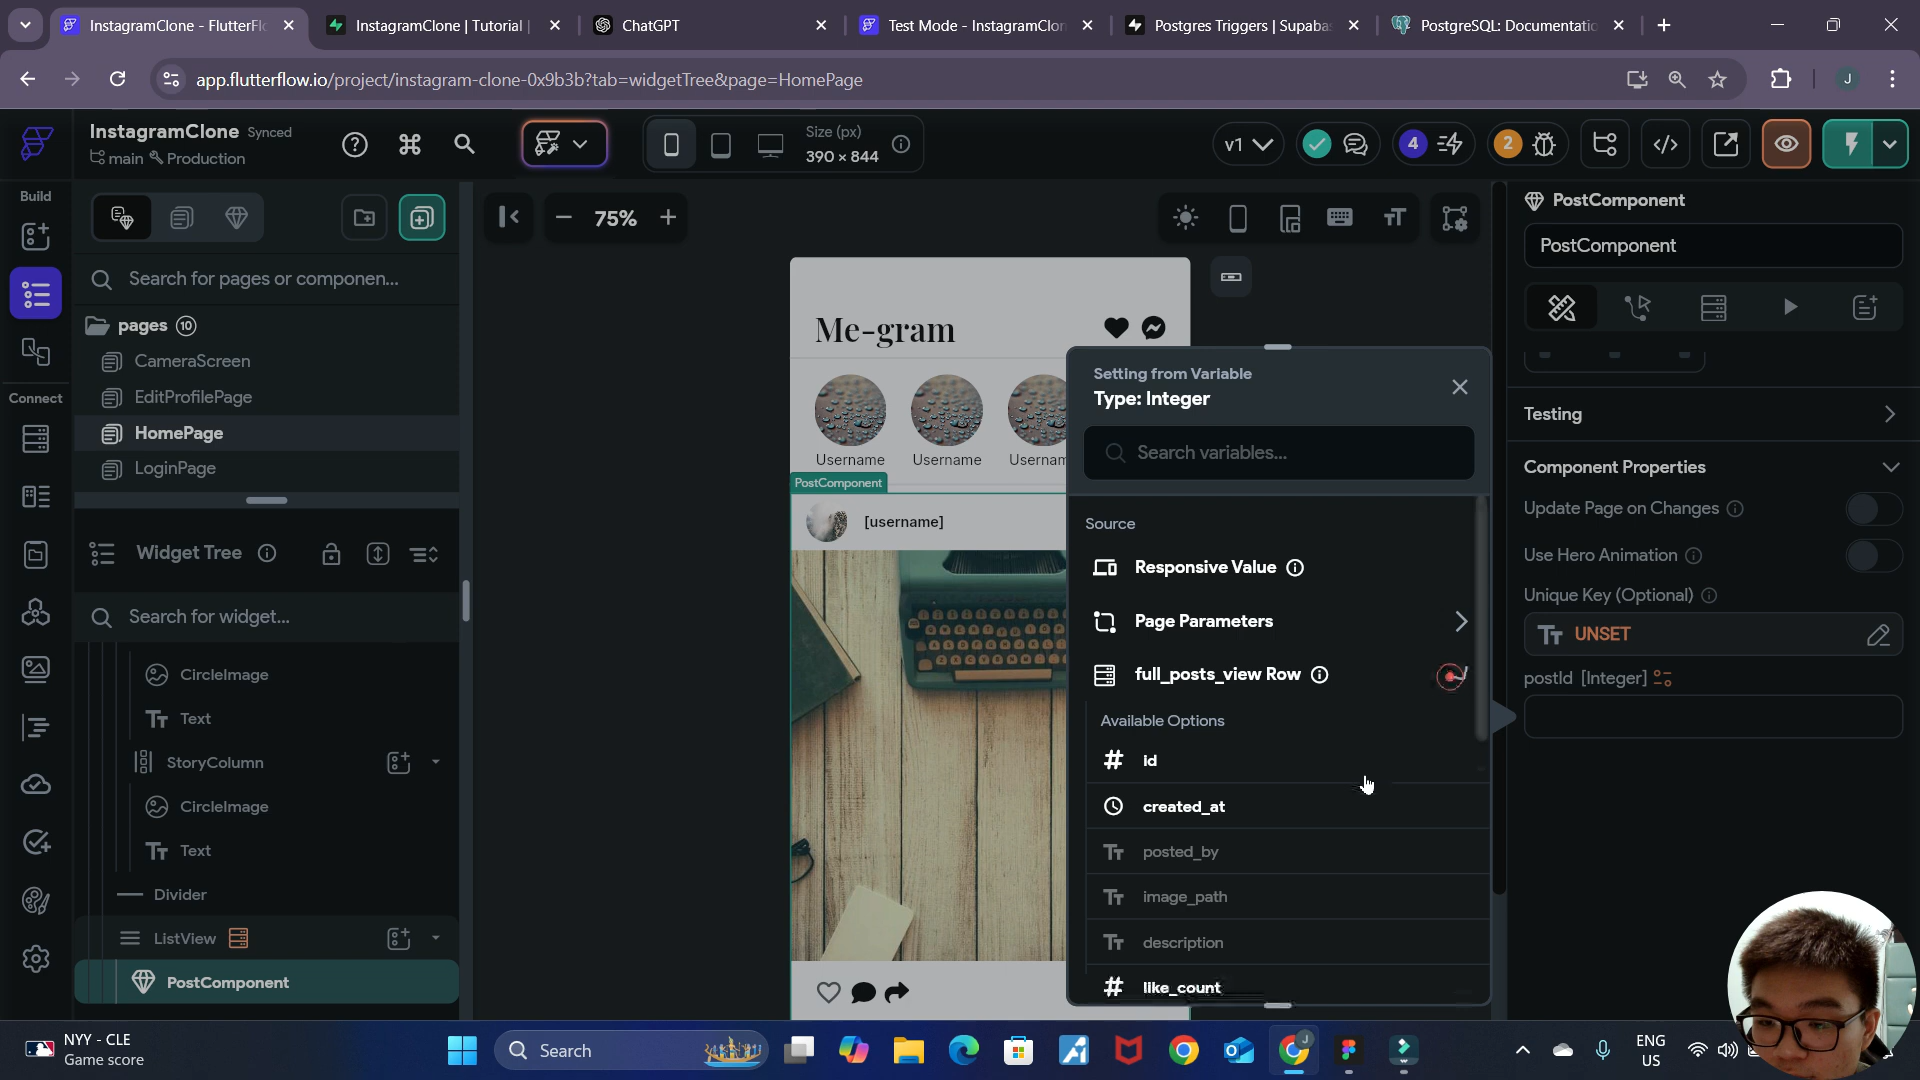 InstagramClone - FlutterFl
InstagramClone | Tutorial |
ChatGPT
Test Mode - InstagramClon
Postgres Triggers | Supaba
PostgreSQL: Documentatio
app.flutterflow.io/project/instagram-clone-0x9b3b?tab=widgetTree&page=HomePage
J
InstagramClone Synced
main Production
Size (px)
390 × 844
v1
4
2
Build
75%
PostComponent
PostComponent
Search for pages or componen...
pages 10
CameraScreen
EditProfilePage
HomePage
LoginPage
Connect
Widget Tree
Search for widget...
CircleImage
Text
StoryColumn
CircleImage
Text
Divider
ListView
PostComponent
Me-gram
Username
Username
Usernam
PostComponent
[username]
Setting from Variable
Type: Integer
Search variables...
Source
Responsive Value
Page Parameters
full_posts_view Row
Available Options
id
created_at
posted_by
image_path
description
like_count
Testing
Component Properties
Update Page on Changes
Use Hero Animation
Unique Key (Optional)
UNSET
postId [Integer]
NYY - CLE
Game score
Search
J
ENG
US